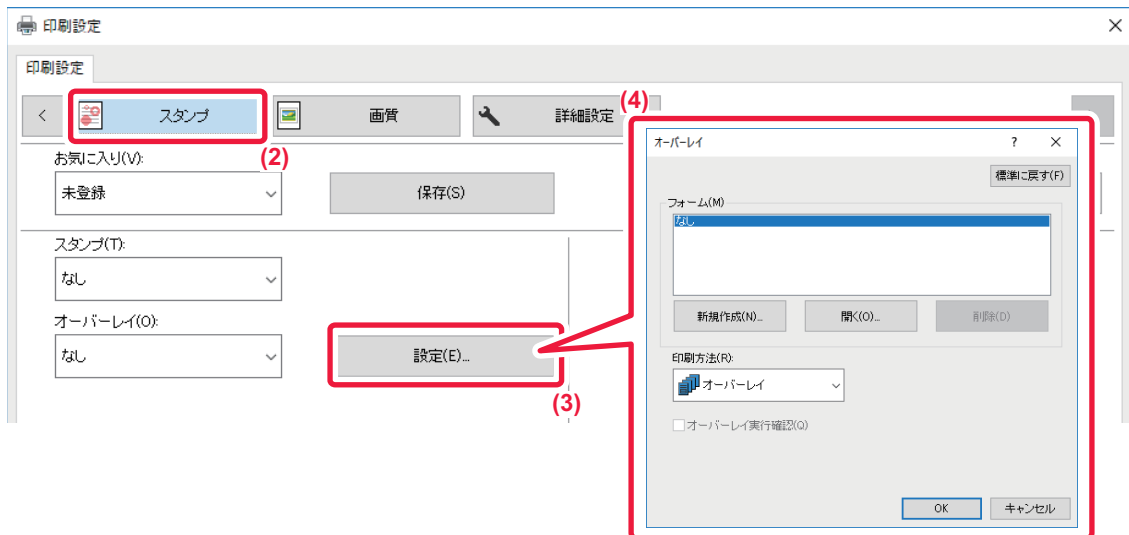 印刷設定
印刷設定
スタンプ
画質
詳細設定
(4)
(2)
お気に入り(V):
未登録
保存(S)
スタンプ(T):
なし
オーバーレイ(O):
なし
設定(E)...
(3)
オーバーレイ
?
標準に戻す(F)
フォーム(M)
なし
新規作成(N)...
開く(O)...
削除(D)
印刷方法(R):
オーバーレイ
オーバーレイ実行確認(Q)
OK
キャンセル